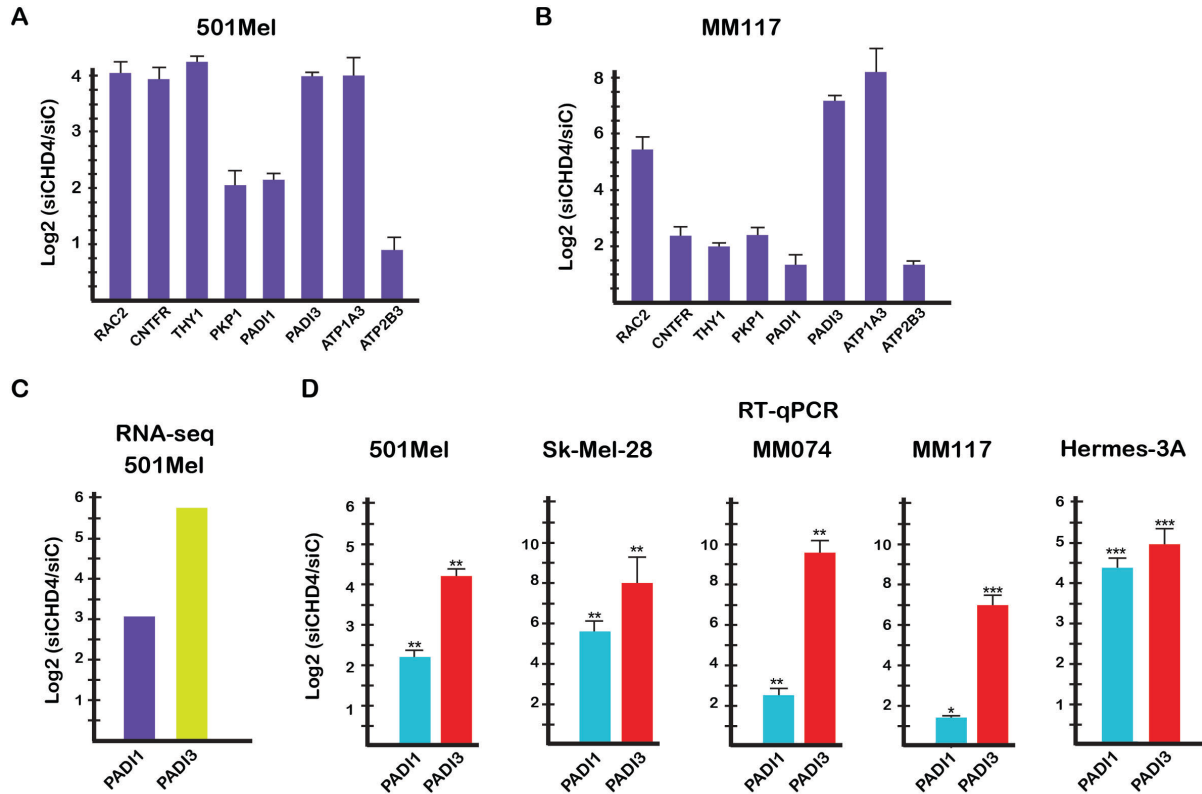 A
501Mel
Log2 (siCHD4/siC)
4
3
2
1
RAC2
CNTFR
THY1
PKP1
PADI1
PADI3
ATP1A3
ATP2B3
B
MM117
Log2 (siCHD4/siC)
8
6
4
2
RAC2
CNTFR
THY1
PKP1
PADI1
PADI3
ATP1A3
ATP2B3
C
RNA-seq
501Mel
Log2 (siCHD4/siC)
6
5
4
3
2
1
PADI1
PADI3
D
RT-qPCR
501Mel
Log2 (siCHD4/siC)
6
5
4
3
2
1
**
**
PADI1
PADI3
Sk-Mel-28
10
8
6
4
2
**
**
PADI1
PADI3
MM074
10
8
6
4
2
**
**
PADI1
PADI3
MM117
10
8
6
4
2
*
***
PADI1
PADI3
Hermes-3A
6
5
4
3
2
1
***
***
PADI1
PADI3